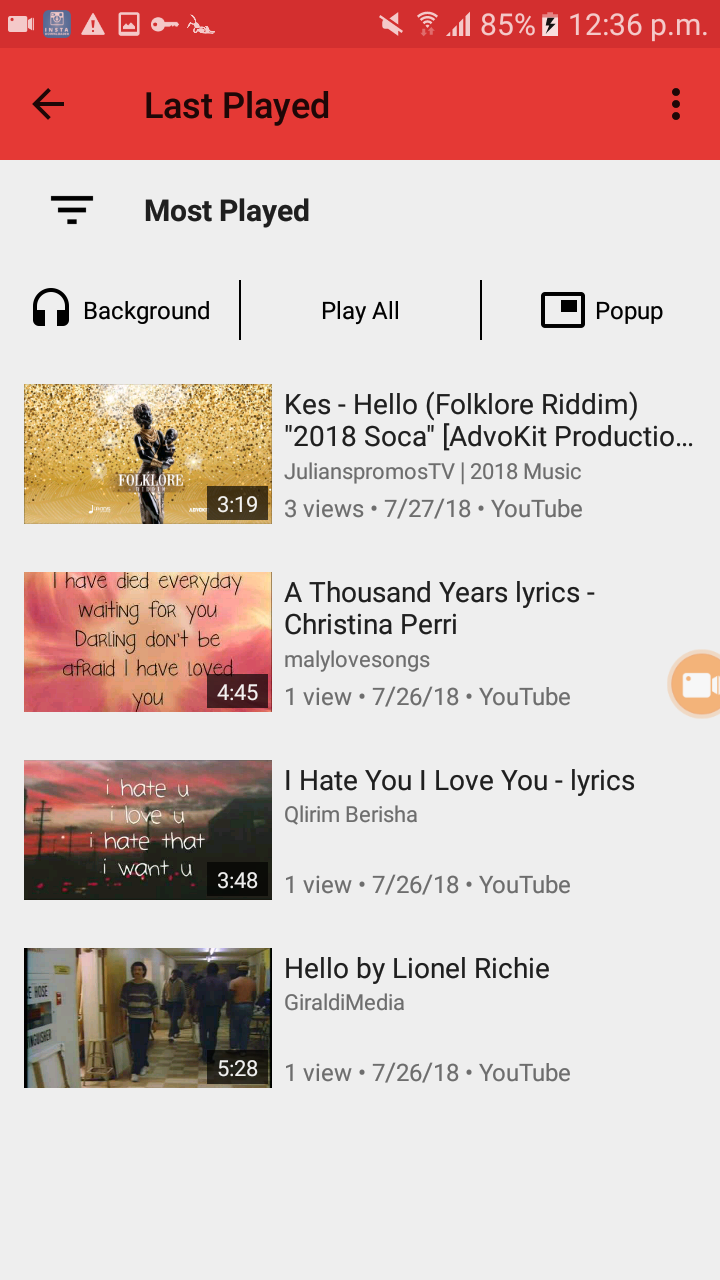 INSTA
85% 12:36 p.m.
Last Played
Most Played
Background
Play All
Popup
FOLKLORE
RIDDIM
3:19
Kes - Hello (Folklore Riddim)
"2018 Soca" [AdvoKit Productio...
JulianspromosTV | 2018 Music
3 views • 7/27/18 • YouTube
I have died everyday
waiting for you
Darling don't be
afraid I have loved
you
4:45
A Thousand Years lyrics -
Christina Perri
malylovesongs
1 view • 7/26/18 • YouTube
i hate u
i love u
i hate that
i want u
3:48
I Hate You I Love You - lyrics
Qlirim Berisha
1 view • 7/26/18 • YouTube
E HOSE
5:28
Hello by Lionel Richie
GiraldiMedia
1 view • 7/26/18 • YouTube